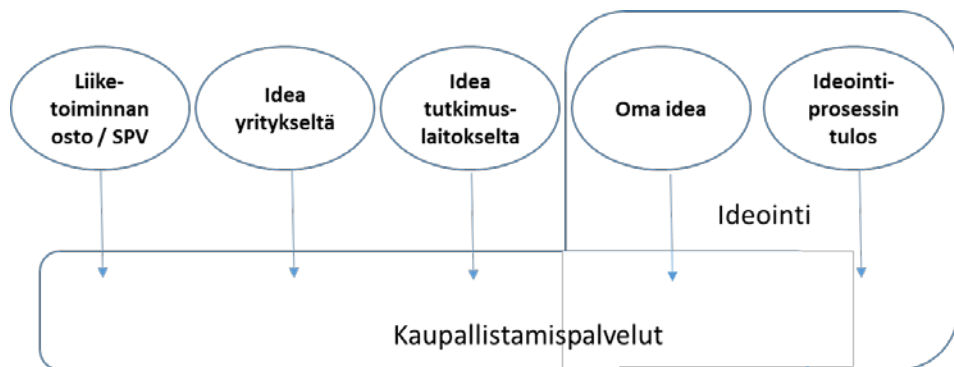 Liike-
toiminnan
osto / SPV
Idea
yritykseltä
Idea
tutkimus-
laitokselta
Oma idea
Ideointi-
prosessin
tulos
Ideointi
Kaupallistamispalvelut